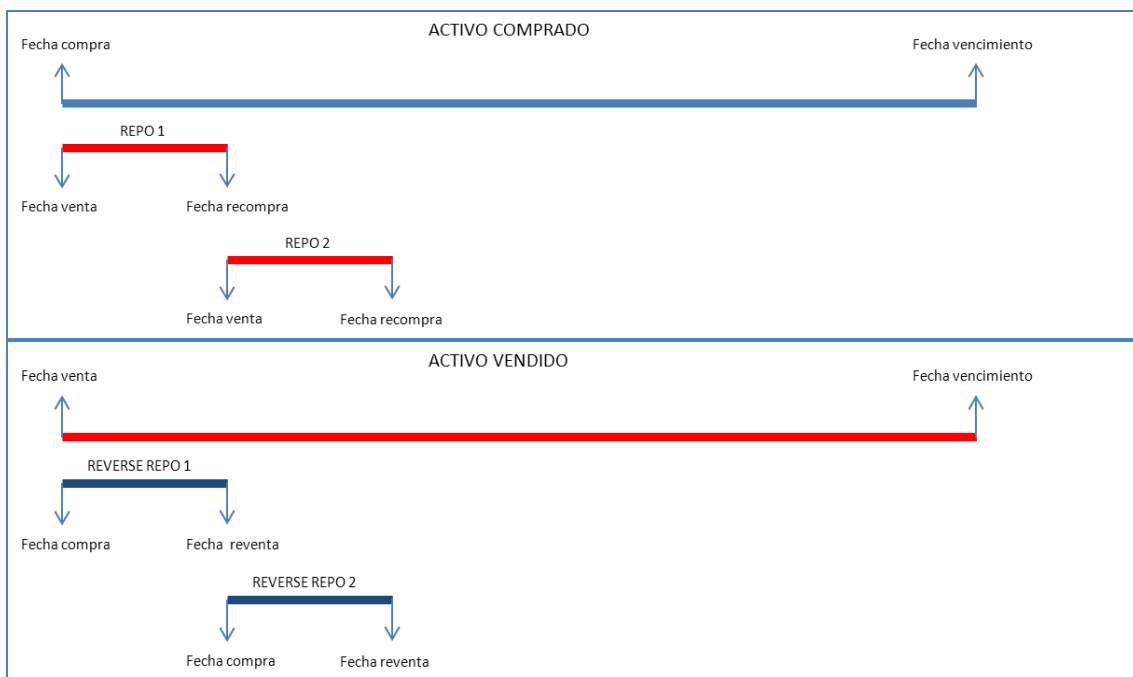 ACTIVO COMPRADO
Fecha compra
Fecha vencimiento
REPO 1
Fecha venta
Fecha recompra
REPO 2
Fecha venta
Fecha recompra
ACTIVO VENDIDO
Fecha venta
Fecha vencimiento
REVERSE REPO 1
Fecha compra
Fecha reventa
REVERSE REPO 2
Fecha compra
Fecha reventa